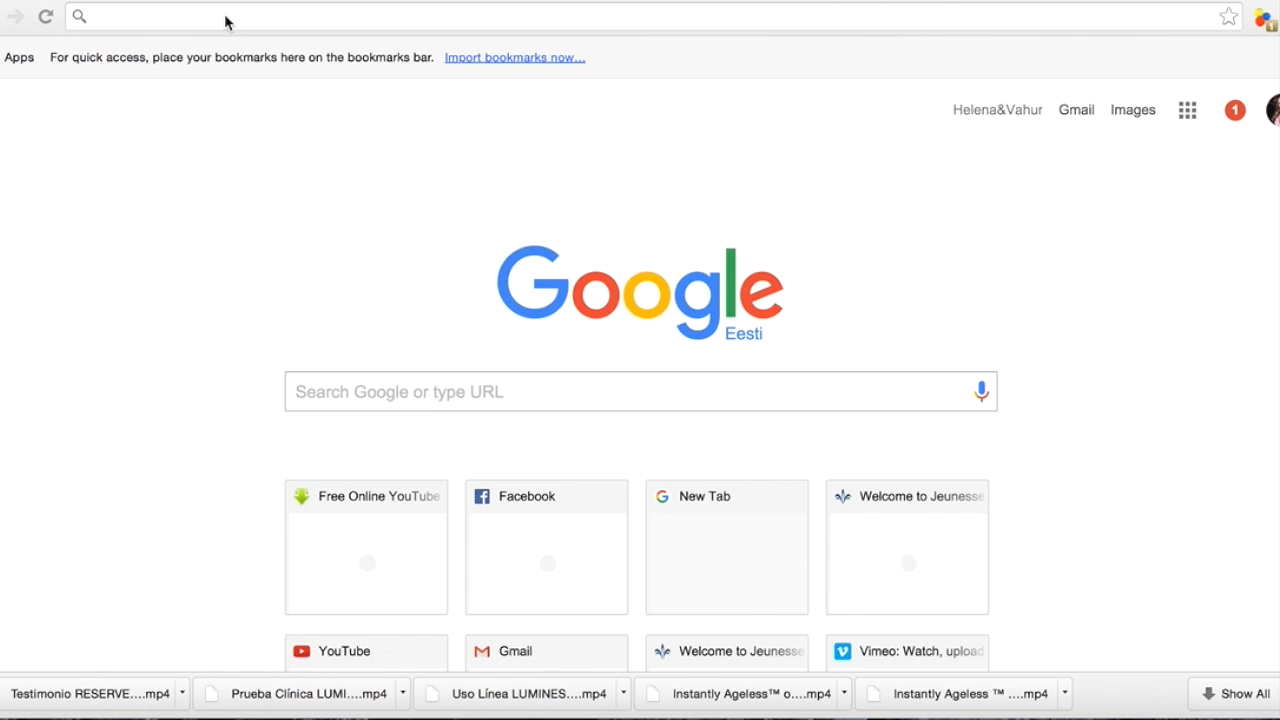 Apps For quick access, place your bookmarks here on the bookmarks bar. Import bookmarks now...
Helena&Vahur Gmail Images 1
Google
Eesti
Search Google or type URL
Free Online YouTube Facebook New Tab Welcome to Jeunesse
YouTube Gmail Welcome to Jeunesse Vimeo: Watch, upload
Testimonio RESERVE....mp4 Prueba Clínica LUMI....mp4 Uso Línea LUMINES....mp4 Instantly Ageless™ o....mp4 Instantly Ageless ™ ....mp4 Show All